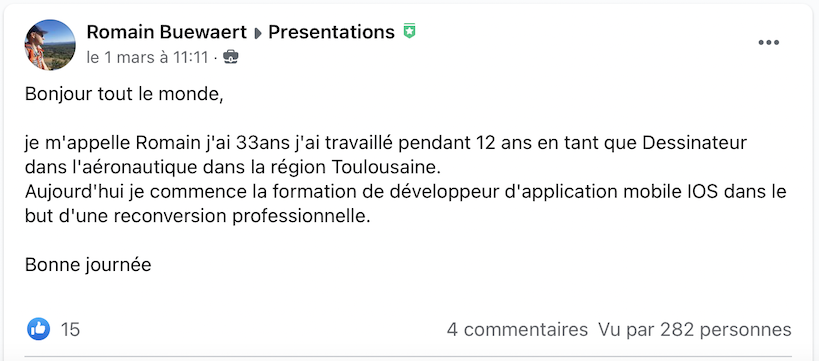 Romain Buewaert Presentations
le 1 mars à 11:11 ·
Bonjour tout le monde,
je m'appelle Romain j'ai 33ans j'ai travaillé pendant 12 ans en tant que Dessinateur
dans l'aéronautique dans la région Toulousaine.
Aujourd'hui je commence la formation de développeur d'application mobile IOS dans le
but d'une reconversion professionnelle.
Bonne journée
15 4 commentaires Vu par 282 personnes